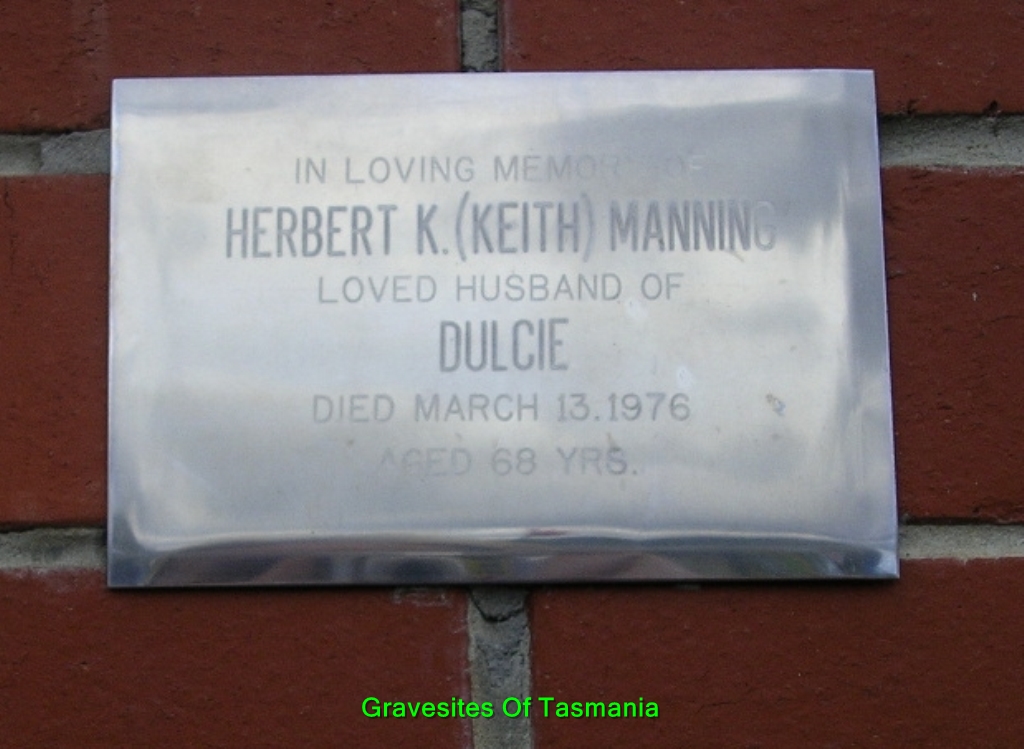 IN LOVING MEMORY OF
HERBERT K. (KEITH) MANNING
LOVED HUSBAND OF
DULCIE
DIED MARCH 13.1976
AGED 68 YRS.
Gravesites Of Tasmania